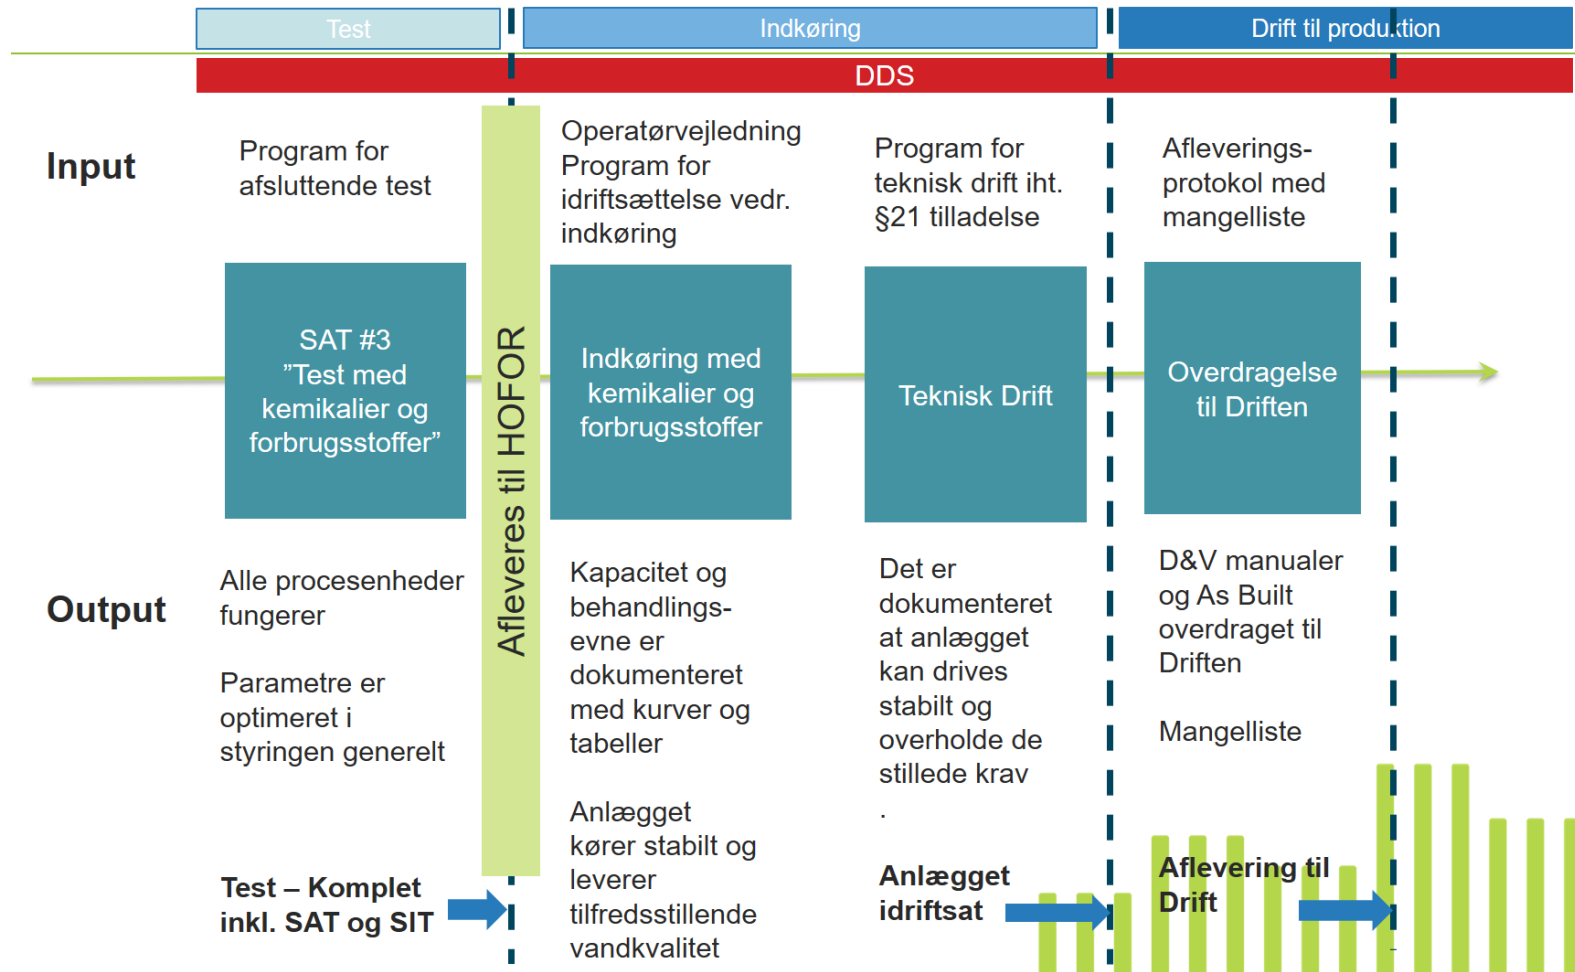 Test
Indkøring
Drift til produktion
DDS
Input
Program for
afsluttende test
Operatørvejledning
Program for
idriftsættelse vedr.
indkøring
Program for
teknisk drift iht.
§21 tilladelse
Afleverings-
protokol med
mangelliste
SAT #3
”Test med
kemikalier og
forbrugsstoffer”
Afleveres til HOFOR
Indkøring med
kemikalier og
forbrugsstoffer
Teknisk Drift
Overdragelse
til Driften
Output
Alle procesenheder
fungerer
Parametre er
optimeret i
styringen generelt
Test – Komplet
inkl. SAT og SIT
Kapacitet og
behandlings-
evne er
dokumenteret
med kurver og
tabeller
Anlægget
kører stabilt og
leverer
tilfredsstillende
vandkvalitet
Det er
dokumenteret
at anlægget
kan drives
stabilt og
overholde de
stillede krav
.
Anlægget
idriftsat
D&V manualer
og As Built
overdraget til
Driften
Mangelliste
Aflevering til
Drift